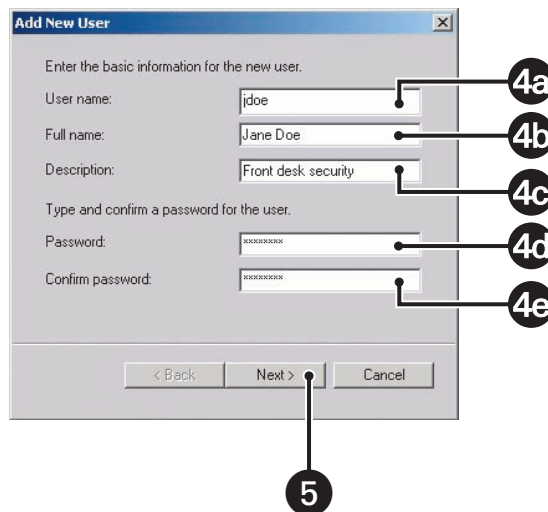 Add New User
Enter the basic information for the new user.
User name: jdoe 4a
Full name: Jane Doe 4b
Description: Front desk security 4c
Type and confirm a password for the user.
Password: ******** 4d
Confirm password: ******** 4e
< Back Next > Cancel
5